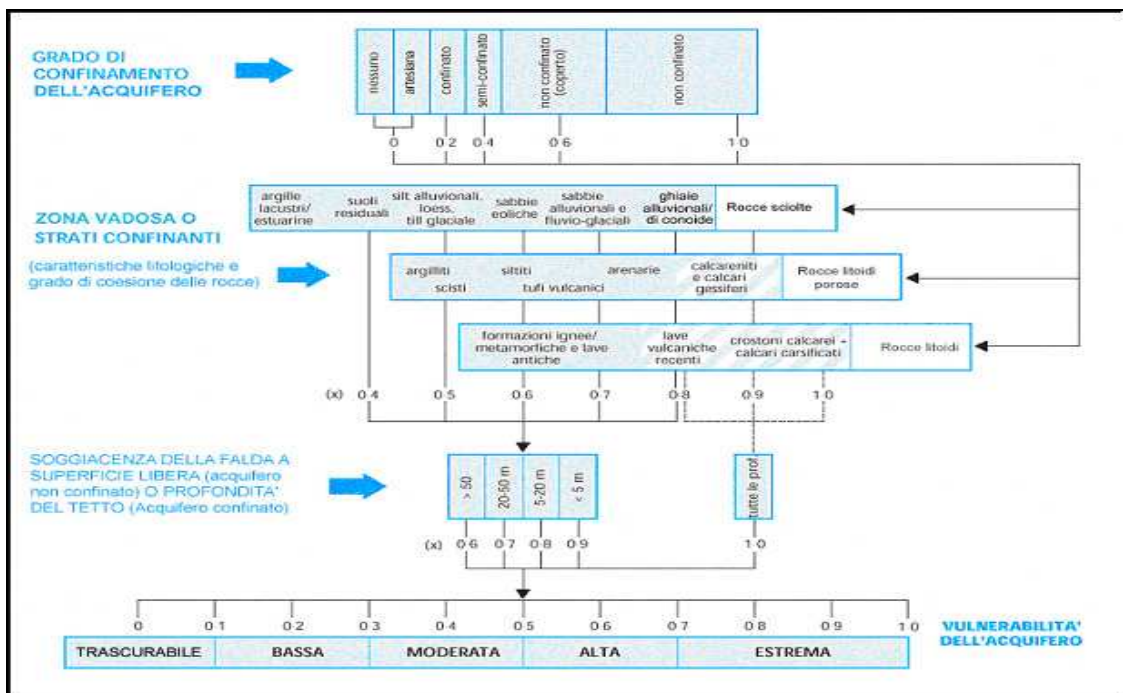 GRADO DI
CONFINAMENTO
DELL'ACQUIFERO
nessuno
artesiana
confinato
semi-confinato
non confinato
(coperto)
non confinato
0 0·2 0·4 0·6 1·0
ZONA VADOSA O
STRATI CONFINANTI
(caratteristiche litologiche e
grado di coesione delle rocce)
argille
lacustri/
estuarine
suoli
residuali
silt alluvionali,
loess,
till glaciale
sabbie
eoliche
sabbie
alluvionali e
fluvio-glaciali
ghiaie
alluvionali/
di conoide
Rocce sciolte
argilliti
scisti
siltiti
tufi vulcanici
arenarie
calcareniti
e calcari
gessiferi
Rocce litoidi
porose
formazioni ignee/
metamorfiche e lave
antiche
lave
vulcaniche
recenti
crostoni calcarei -
calcari carsificati
Rocce litoidi
(x) 0·4 0·5 0·6 0·7 0·8 0·9 1·0
SOGGIACENZA DELLA FALDA A
SUPERFICIE LIBERA (acquifero
non confinato) O PROFONDITA'
DEL TETTO (Acquifero confinato)
> 50
20-50 m
5-20 m
< 5 m
tutte le prof.
(x) 0·6 0·7 0·8 0·9 1·0
0 0·1 0·2 0·3 0·4 0·5 0·6 0·7 0·8 0·9 1·0
TRASCURABILE BASSA MODERATA ALTA ESTREMA
VULNERABILITA'
DELL'ACQUIFERO